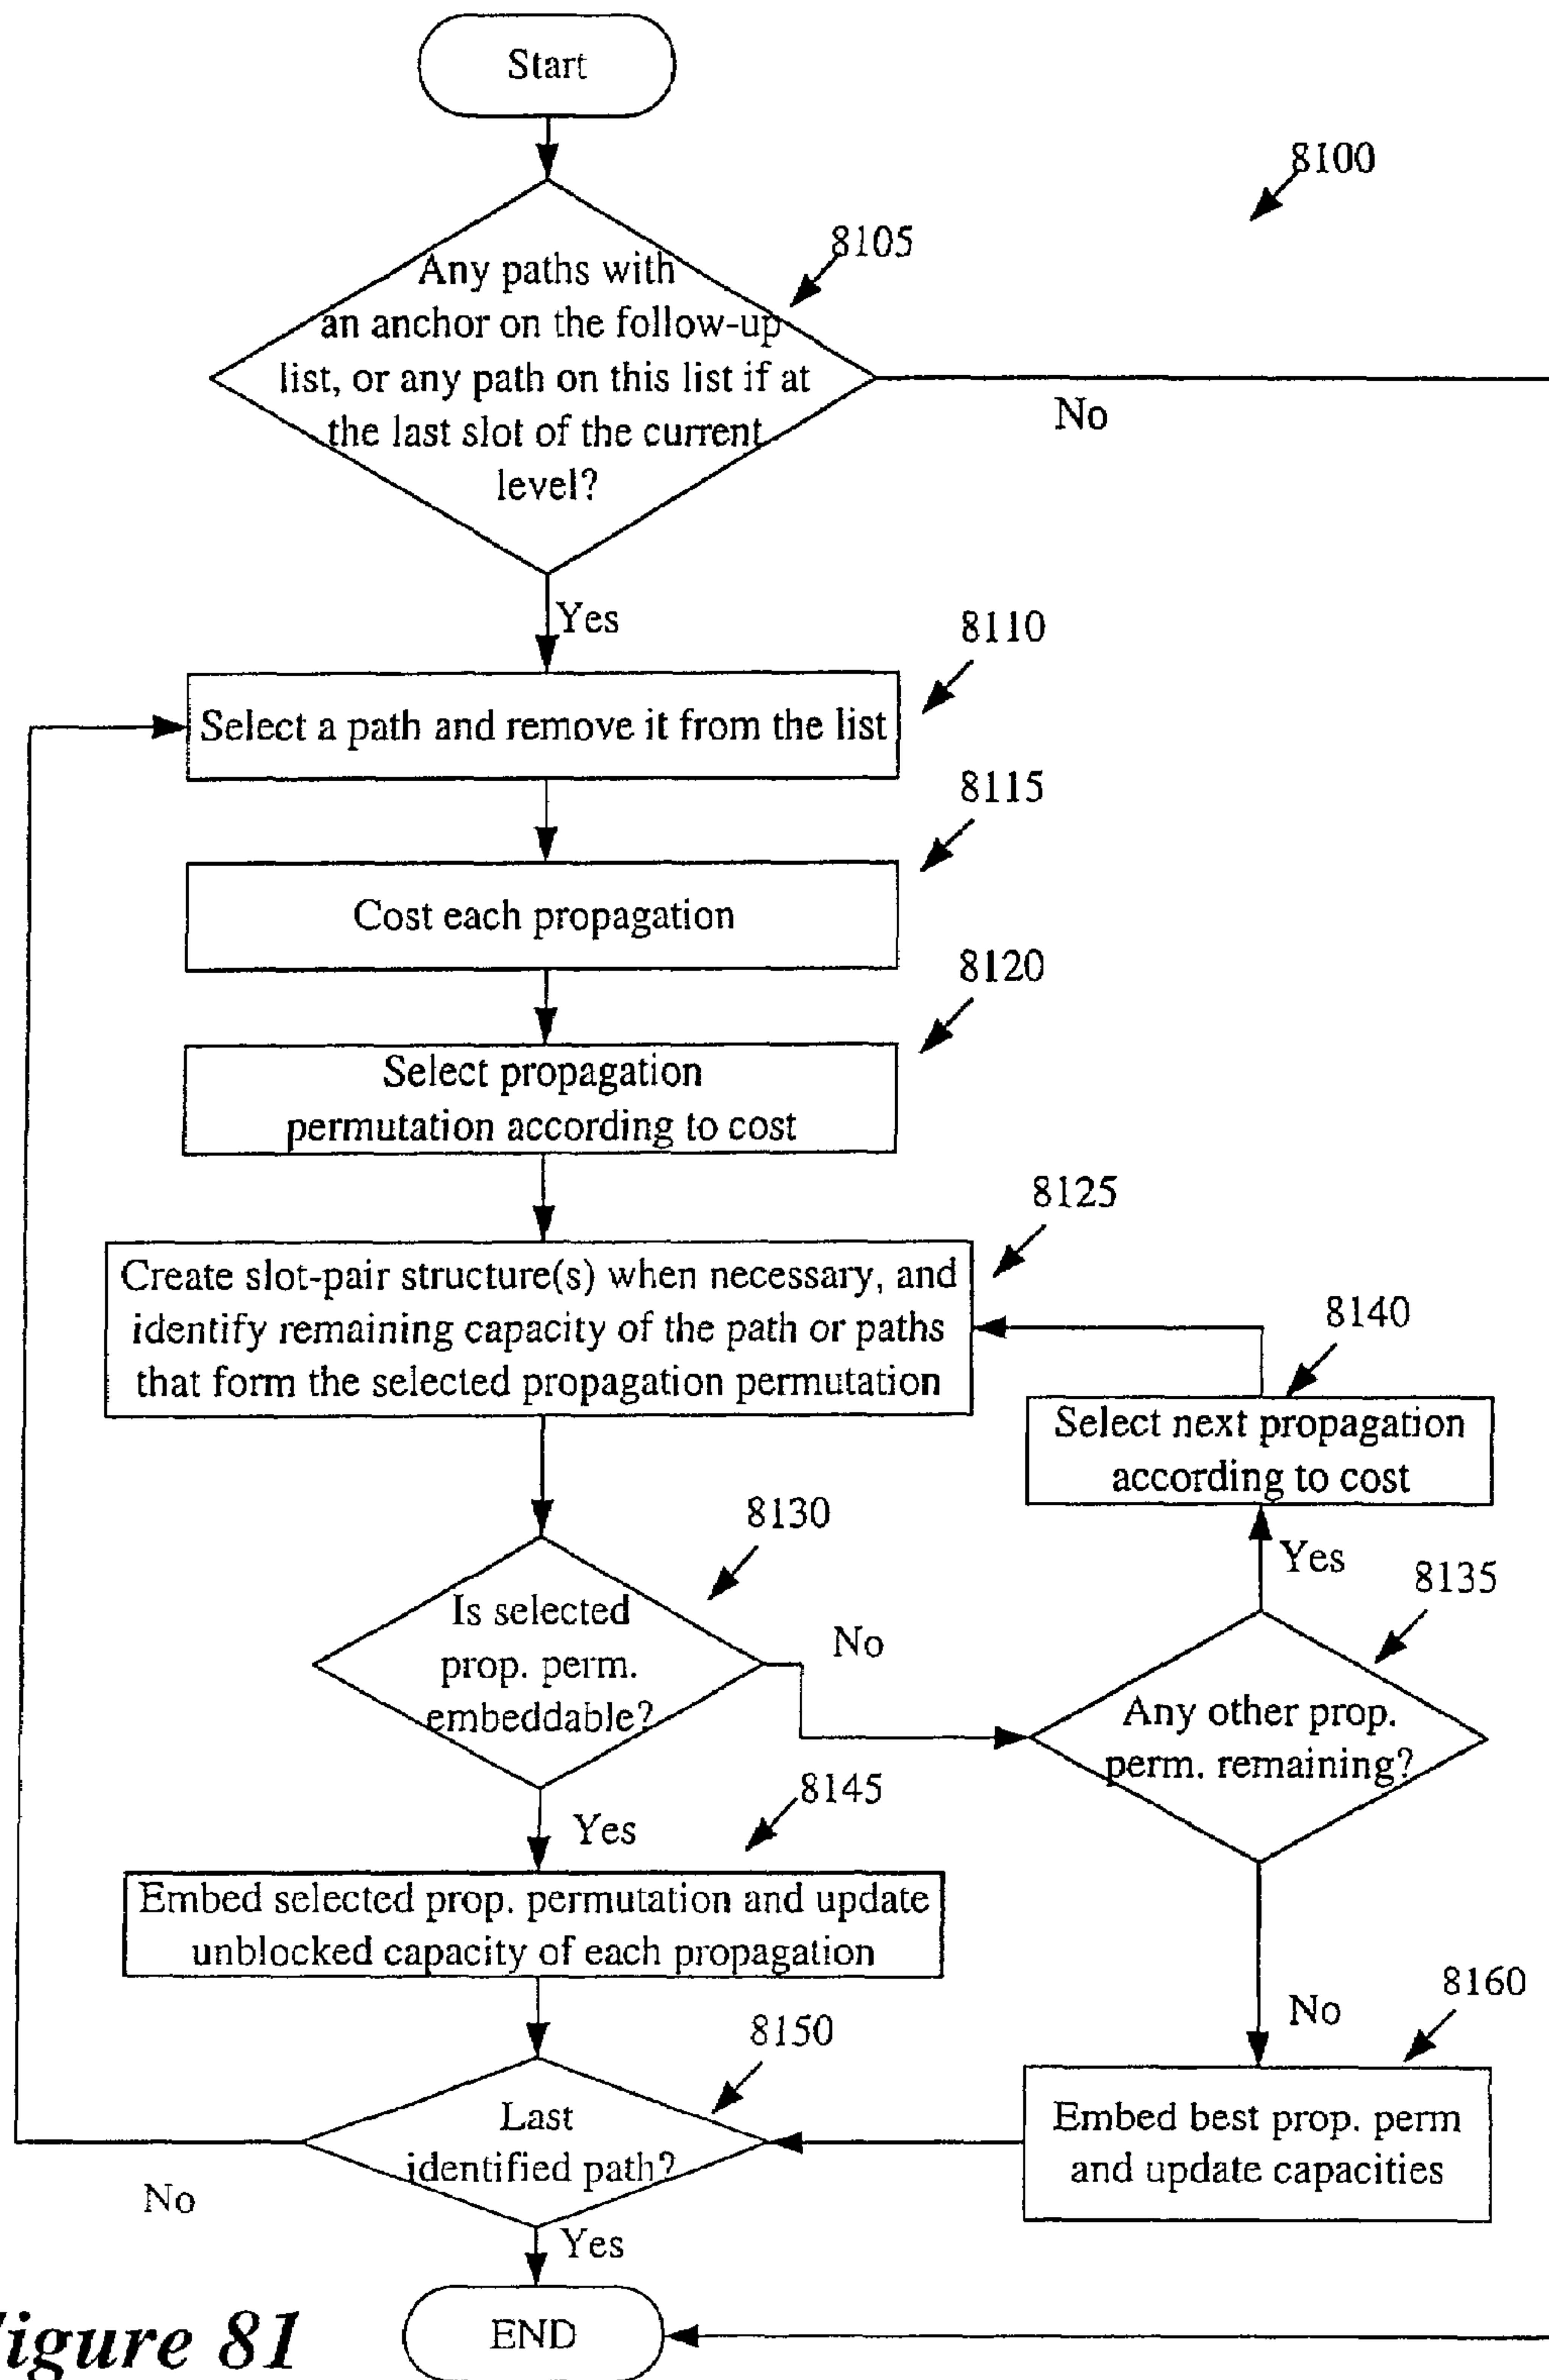 Start
8100
8105
Any paths with
an anchor on the follow-up
list, or any path on this list if at
the last slot of the current
level?
No
Yes
8110
Select a path and remove it from the list
8115
Cost each propagation
8120
Select propagation
permutation according to cost
8125
Create slot-pair structure(s) when necessary, and
identify remaining capacity of the path or paths
that form the selected propagation permutation
8140
Select next propagation
according to cost
8130
Is selected
prop. perm.
embeddable?
No
Yes
8135
Any other prop.
perm. remaining?
8145
Yes
Embed selected prop. permutation and update
unblocked capacity of each propagation
8160
No
8150
Last
identified path?
Embed best prop. perm
and update capacities
No
Yes
END
igure 81